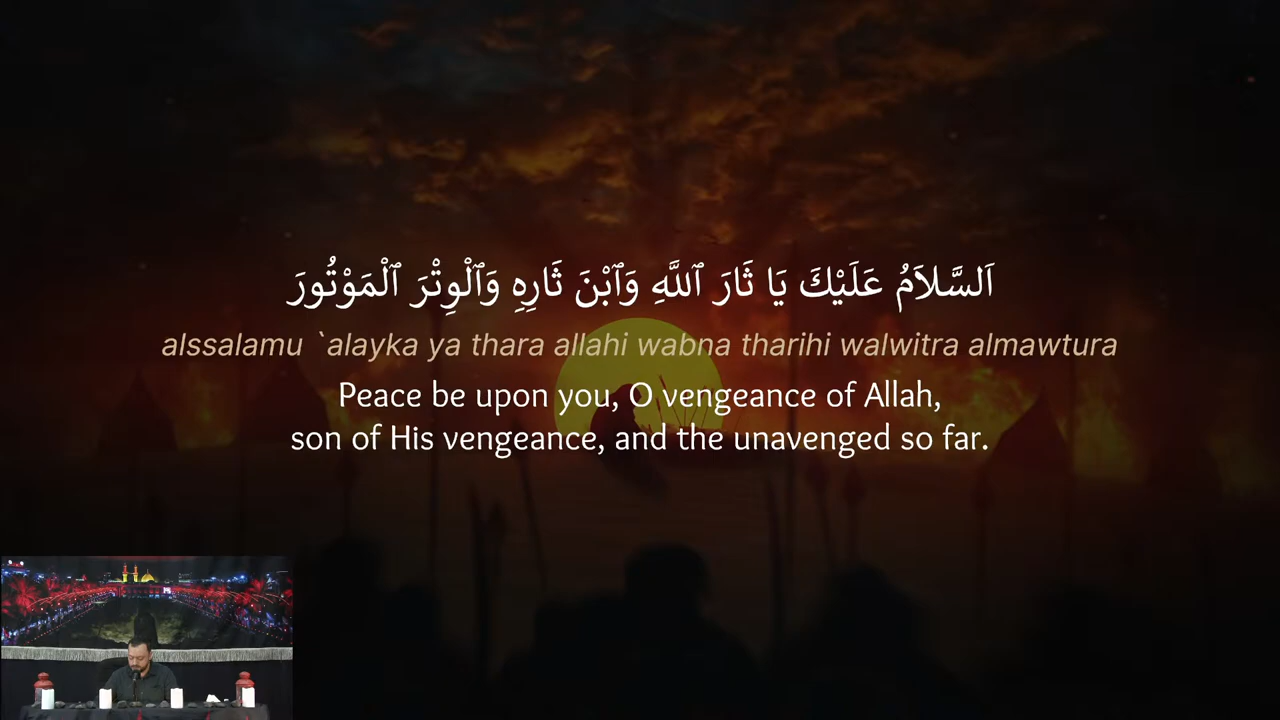 اَلسَّلاَمُ عَلَيْكَ يَا ثَارَ ٱللَّهِ وَٱبْنَ ثَارِهِ وَٱلْوِتْرَ ٱلْمَوْتُورَ
alssalamu `alayka ya thara allahi wabna tharihi walwitra almawtura
Peace be upon you, O vengeance of Allah,
son of His vengeance, and the unavenged so far.